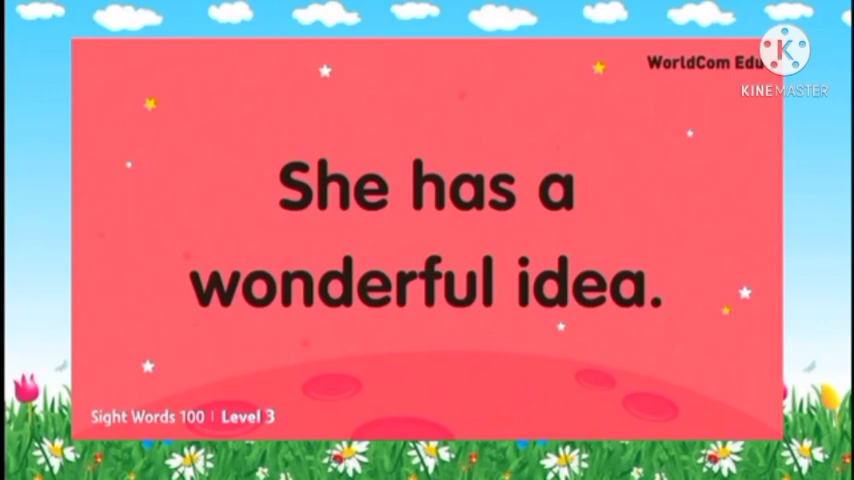 WorldCom Edu
K
KINEMASTER
She has a
wonderful idea.
Sight Words 100 | Level 3